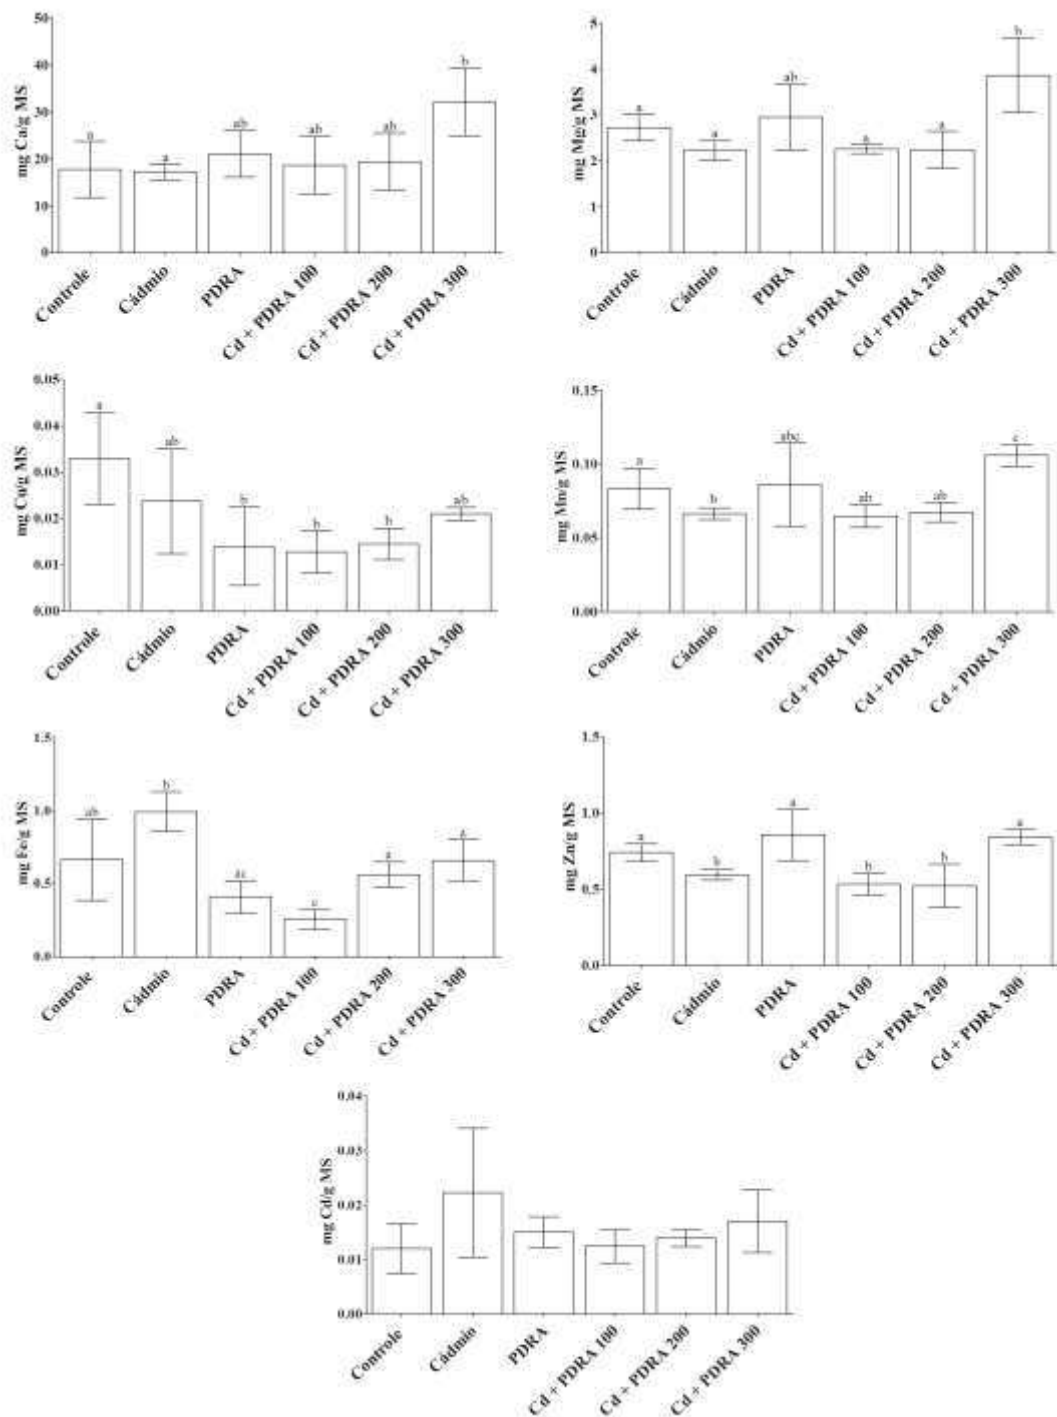 50
40
30
20
10
0
mg Ca/g MS
a
a
ab
ab
ab
b
Controle
Cádmio
PDRA
Cd + PDRA 100
Cd + PDRA 200
Cd + PDRA 300
5
4
3
2
1
0
mg Mg/g MS
a
a
ab
a
a
b
Controle
Cádmio
PDRA
Cd + PDRA 100
Cd + PDRA 200
Cd + PDRA 300
0.05
0.04
0.03
0.02
0.01
0.00
mg Cu/g MS
a
ab
b
b
b
ab
Controle
Cádmio
PDRA
Cd + PDRA 100
Cd + PDRA 200
Cd + PDRA 300
0.15
0.10
0.05
0.00
mg Mn/g MS
a
b
abc
ab
ab
c
Controle
Cádmio
PDRA
Cd + PDRA 100
Cd + PDRA 200
Cd + PDRA 300
1.5
1.0
0.5
0.0
mg Fe/g MS
ab
b
ac
c
a
a
Controle
Cádmio
PDRA
Cd + PDRA 100
Cd + PDRA 200
Cd + PDRA 300
1.5
1.0
0.5
0.0
mg Zn/g MS
a
b
a
b
b
a
Controle
Cádmio
PDRA
Cd + PDRA 100
Cd + PDRA 200
Cd + PDRA 300
0.04
0.03
0.02
0.01
0.00
mg Cd/g MS
Controle
Cádmio
PDRA
Cd + PDRA 100
Cd + PDRA 200
Cd + PDRA 300